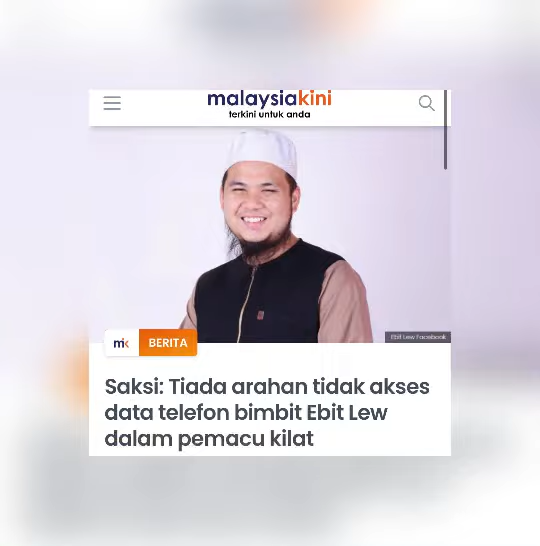 malaysiakini
terkini untuk anda
Ebit Lew Facebook
mk BERITA
Saksi: Tiada arahan tidak akses
data telefon bimbit Ebit Lew
dalam pemacu kilat